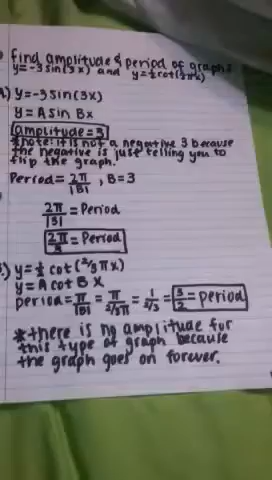 find amplitude & period of graph:
y=-3sin(3x) and y=½cot(⅔πx)
A) y=-3sin(3x)
y=A sin Bx
amplitude=3
*note: it is not a negative 3 because
the negative is just telling you to
flip the graph.
Period=2π/|B|, B=3
2π/|3|=Period
2π/3=Period
B.) y=½ cot(⅔πx)
y=A cot B x
period=π/|B|=π/⅔π=1/⅔=3/2=period
*there is no amplitude for
this type of graph because
the graph goes on forever.